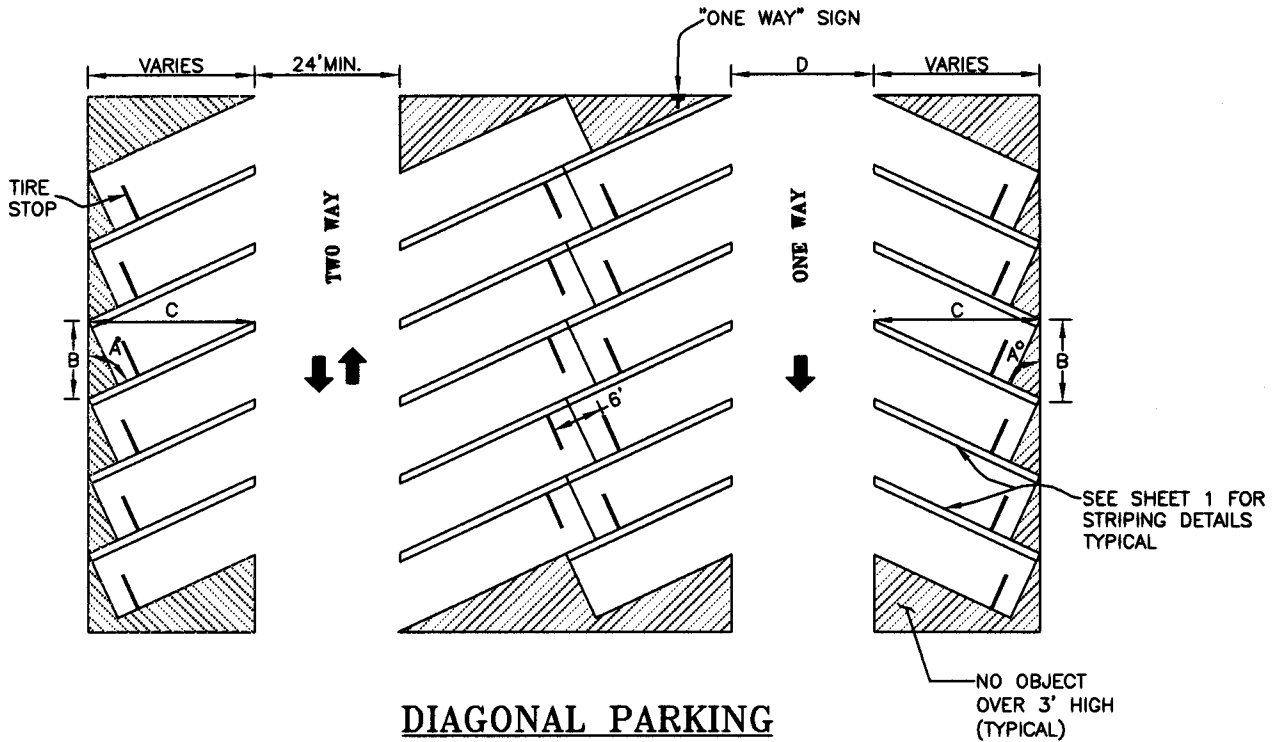 "ONE WAY" SIGN
VARIES
24'MIN.
D
VARIES
TIRE
STOP
TWO WAY
ONE WAY
C
C
B
A°
A°
B
6'
SEE SHEET 1 FOR
STRIPING DETAILS
TYPICAL
NO OBJECT
OVER 3' HIGH
(TYPICAL)
DIAGONAL PARKING